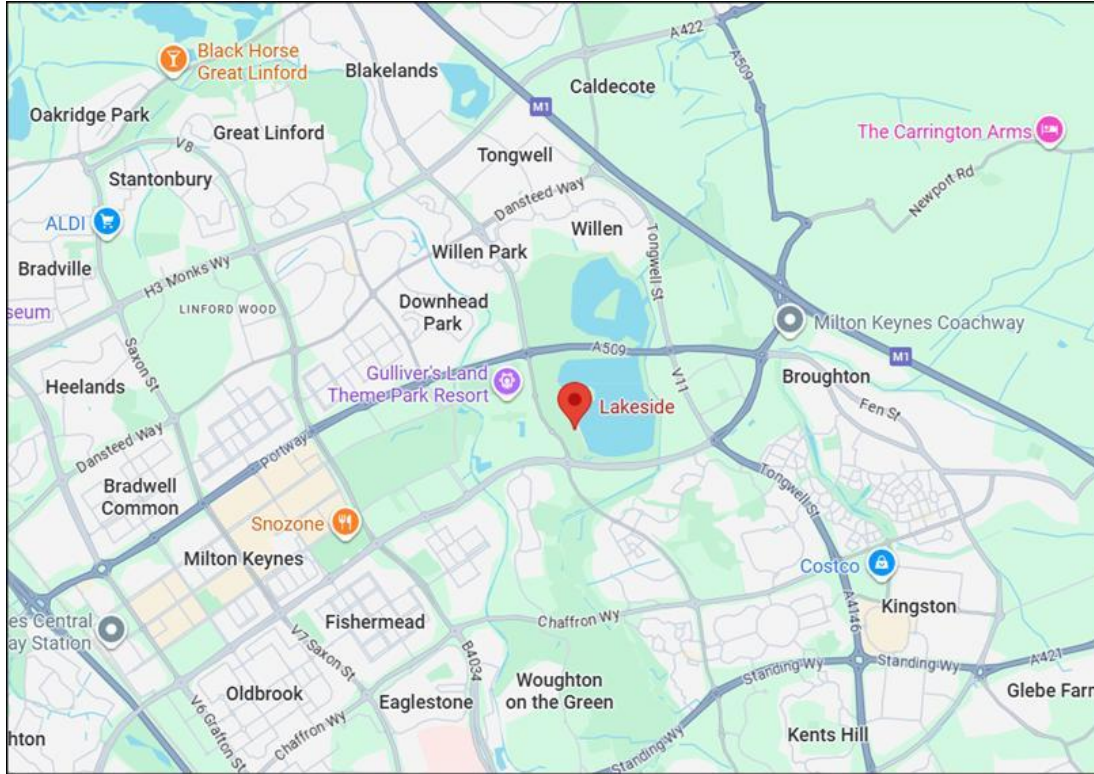 A422
A509
Black Horse
Great Linford
Blakelands
Caldecote
M1
Oakridge Park
Great Linford
The Carrington Arms
V8
Tongwell
Stantonbury
Dansteed Way
Newport Rd
ALDI
Willen
Tongwell St
Willen Park
Bradville
H3 Monks Wy
seum
LINFORD WOOD
Downhead
Park
Milton Keynes Coachway
Saxon St
A509
M1
Gulliver's Land
Theme Park Resort
V11
Broughton
Heelands
Lakeside
Fen St
Dansteed Way
Portway
Bradwell
Common
Tongwell St
Snozone
Milton Keynes
Costco
Kingston
es Central
ay Station
Fishermead
Chaffron Wy
A4146
V7 Saxon St
B4034
Standing Wy
Standing Wy
A421
Oldbrook
Eaglestone
Woughton
on the Green
Glebe Farr
V6 Grafton St
Chaffron Wy
Kents Hill
hton
Standing Wy